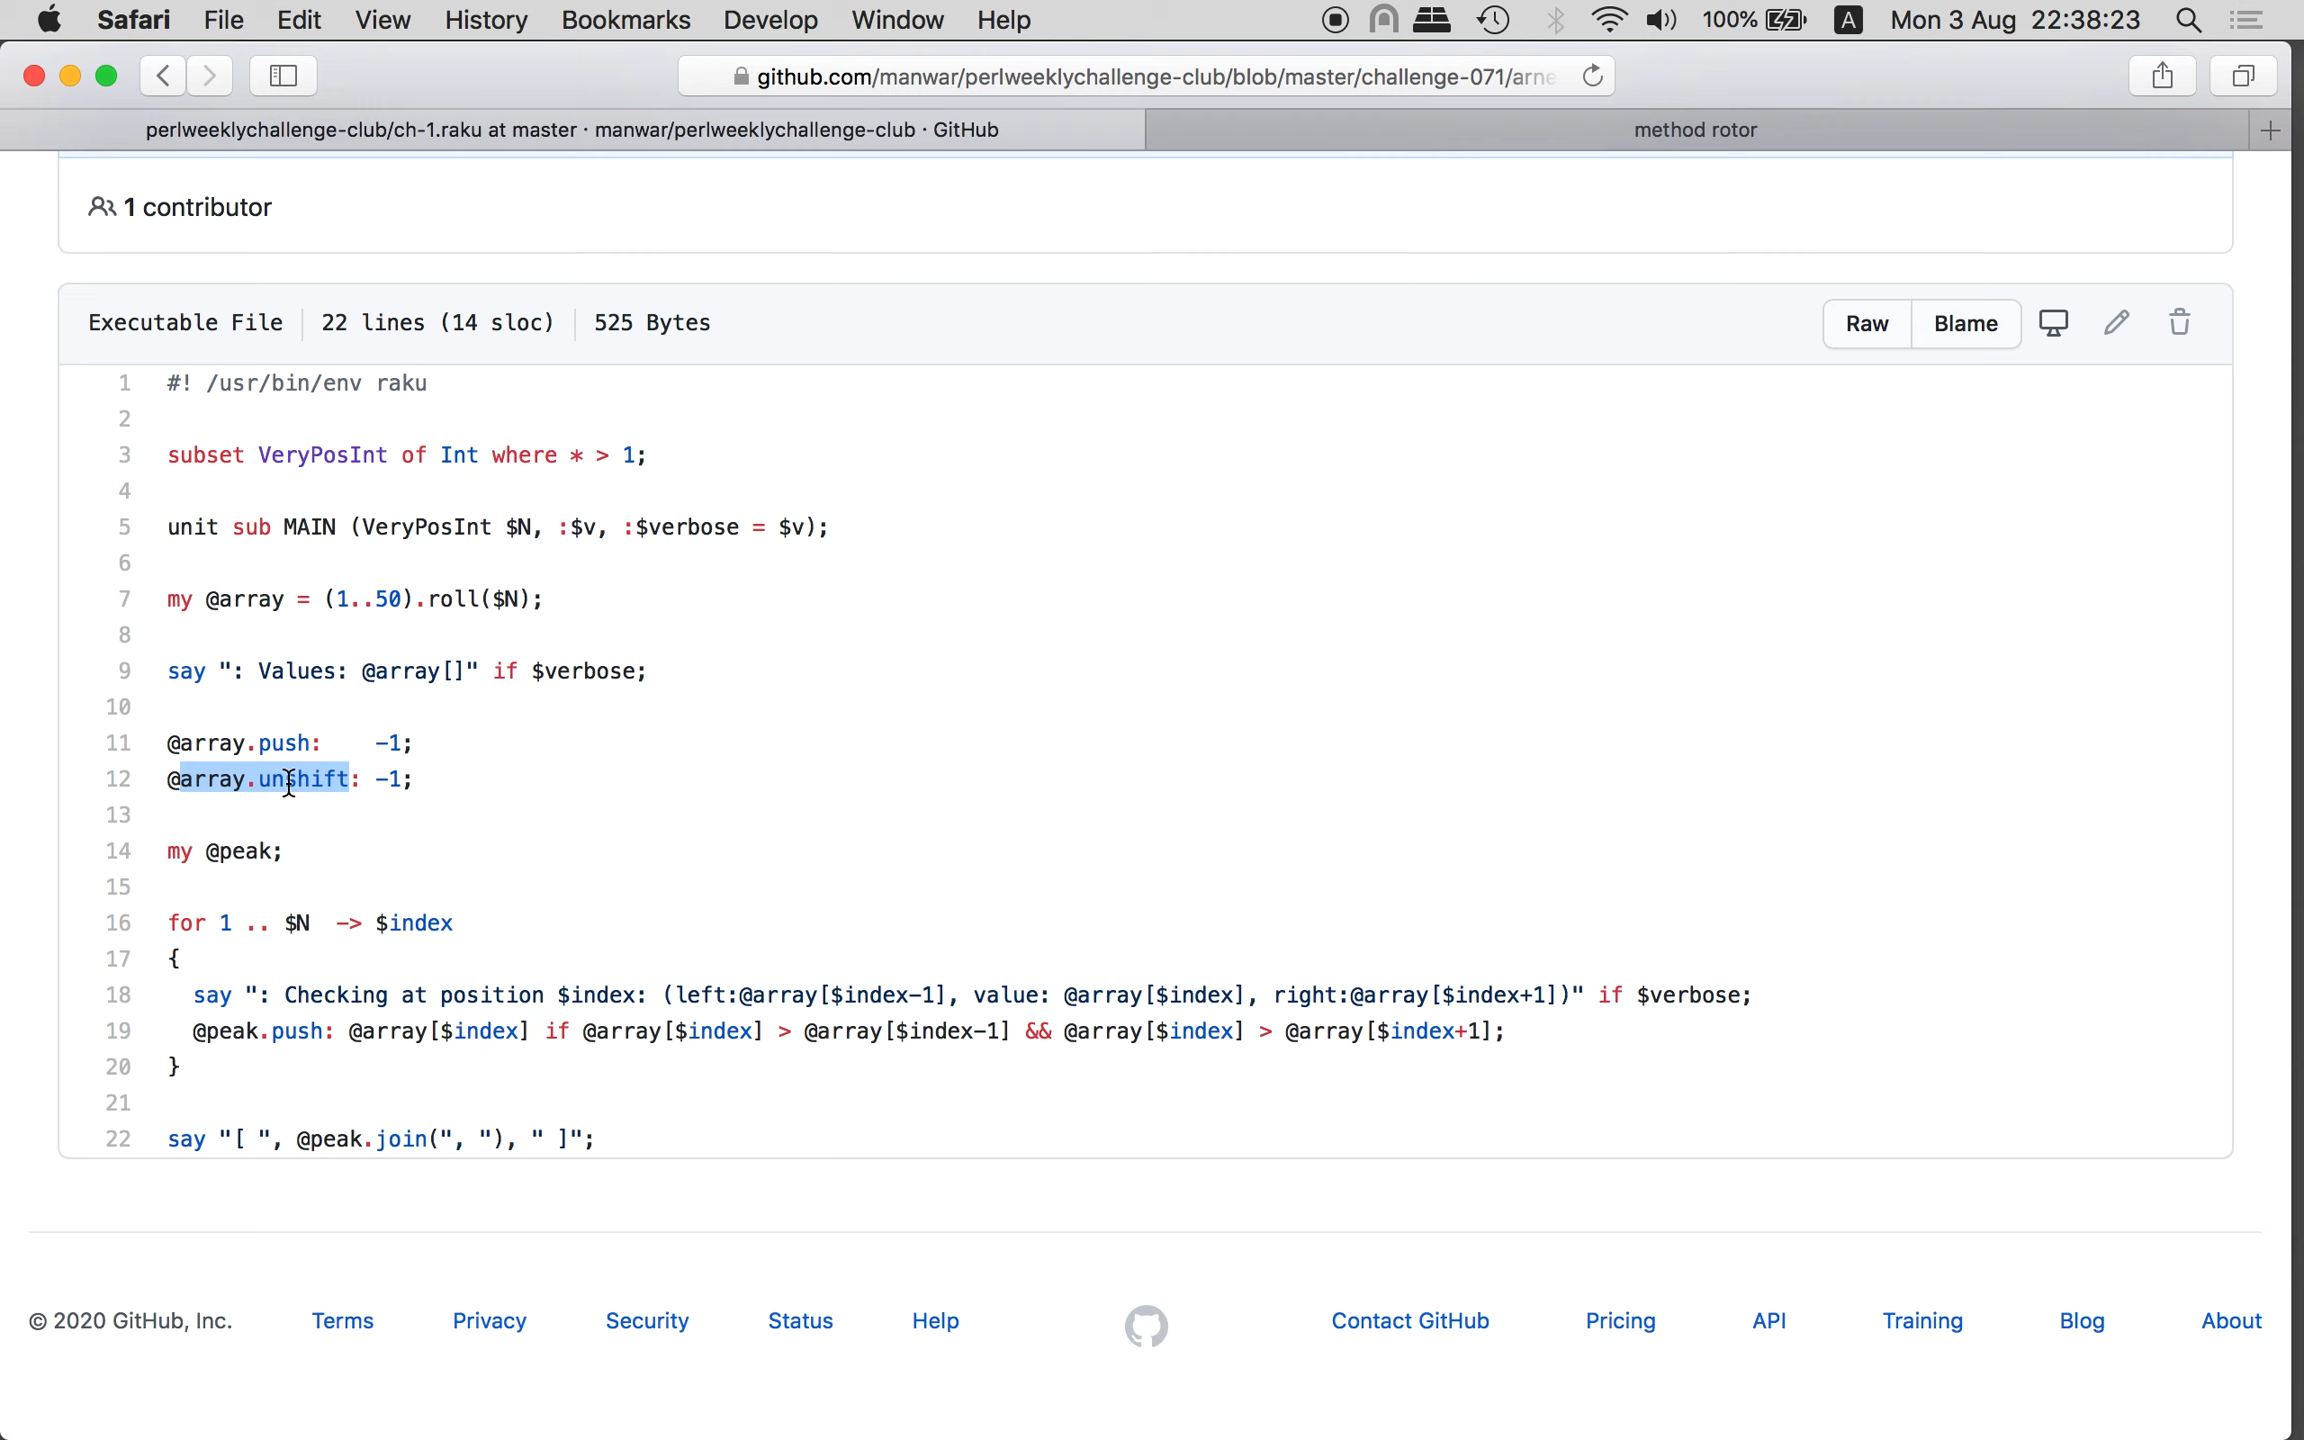 Safari File Edit View History Bookmarks Develop Window Help 100% A Mon 3 Aug 22:38:23
github.com/manwar/perlweeklychallenge-club/blob/master/challenge-071/arne
perlweeklychallenge-club/ch-1.raku at master · manwar/perlweeklychallenge-club · GitHub method rotor
1 contributor
Executable File 22 lines (14 sloc) 525 Bytes Raw Blame
1 #! /usr/bin/env raku
2
3 subset VeryPosInt of Int where * > 1;
4
5 unit sub MAIN (VeryPosInt $N, :$v, :$verbose = $v);
6
7 my @array = (1..50).roll($N);
8
9 say ": Values: @array[]" if $verbose;
10
11 @array.push:    -1;
12 @array.unshift: -1;
13
14 my @peak;
15
16 for 1 .. $N  -> $index
17 {
18   say ": Checking at position $index: (left:@array[$index-1], value: @array[$index], right:@array[$index+1])" if $verbose;
19   @peak.push: @array[$index] if @array[$index] > @array[$index-1] && @array[$index] > @array[$index+1];
20 }
21
22 say "[ ", @peak.join(", "), " ]";
© 2020 GitHub, Inc. Terms Privacy Security Status Help Contact GitHub Pricing API Training Blog About